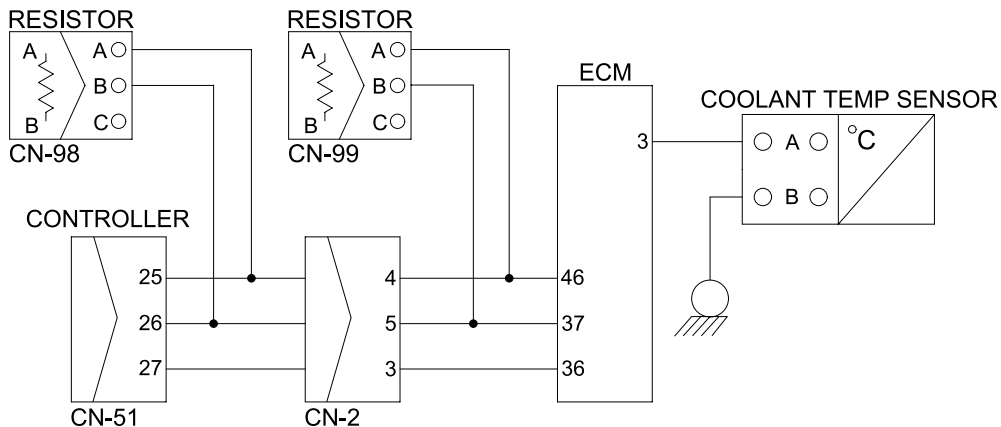 RESISTOR
A
A
B
B
C
CN-98
RESISTOR
A
A
B
B
C
CN-99
ECM
3
46
37
36
COOLANT TEMP SENSOR
A
B
°C
CONTROLLER
25
26
27
CN-51
4
5
3
CN-2